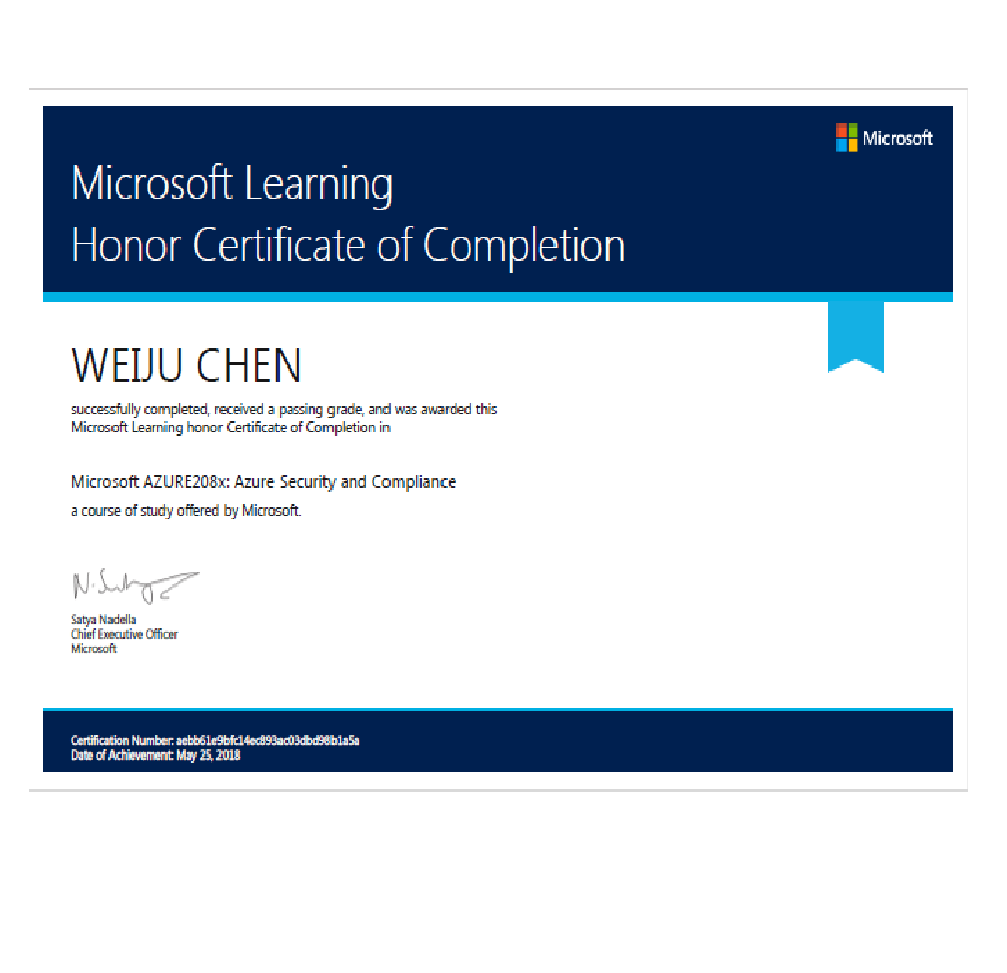 Microsoft
Microsoft Learning
Honor Certificate of Completion
WEIJU CHEN
successfully completed, received a passing grade, and was awarded this
Microsoft Learning honor Certificate of Completion in
Microsoft AZURE208x: Azure Security and Compliance
a course of study offered by Microsoft.
Satya Nadella
Chief Executive Officer
Microsoft
Certification Number: aebb61e9bfc14ec893ac03dbd98b1a5a
Date of Achievement: May 25, 2018